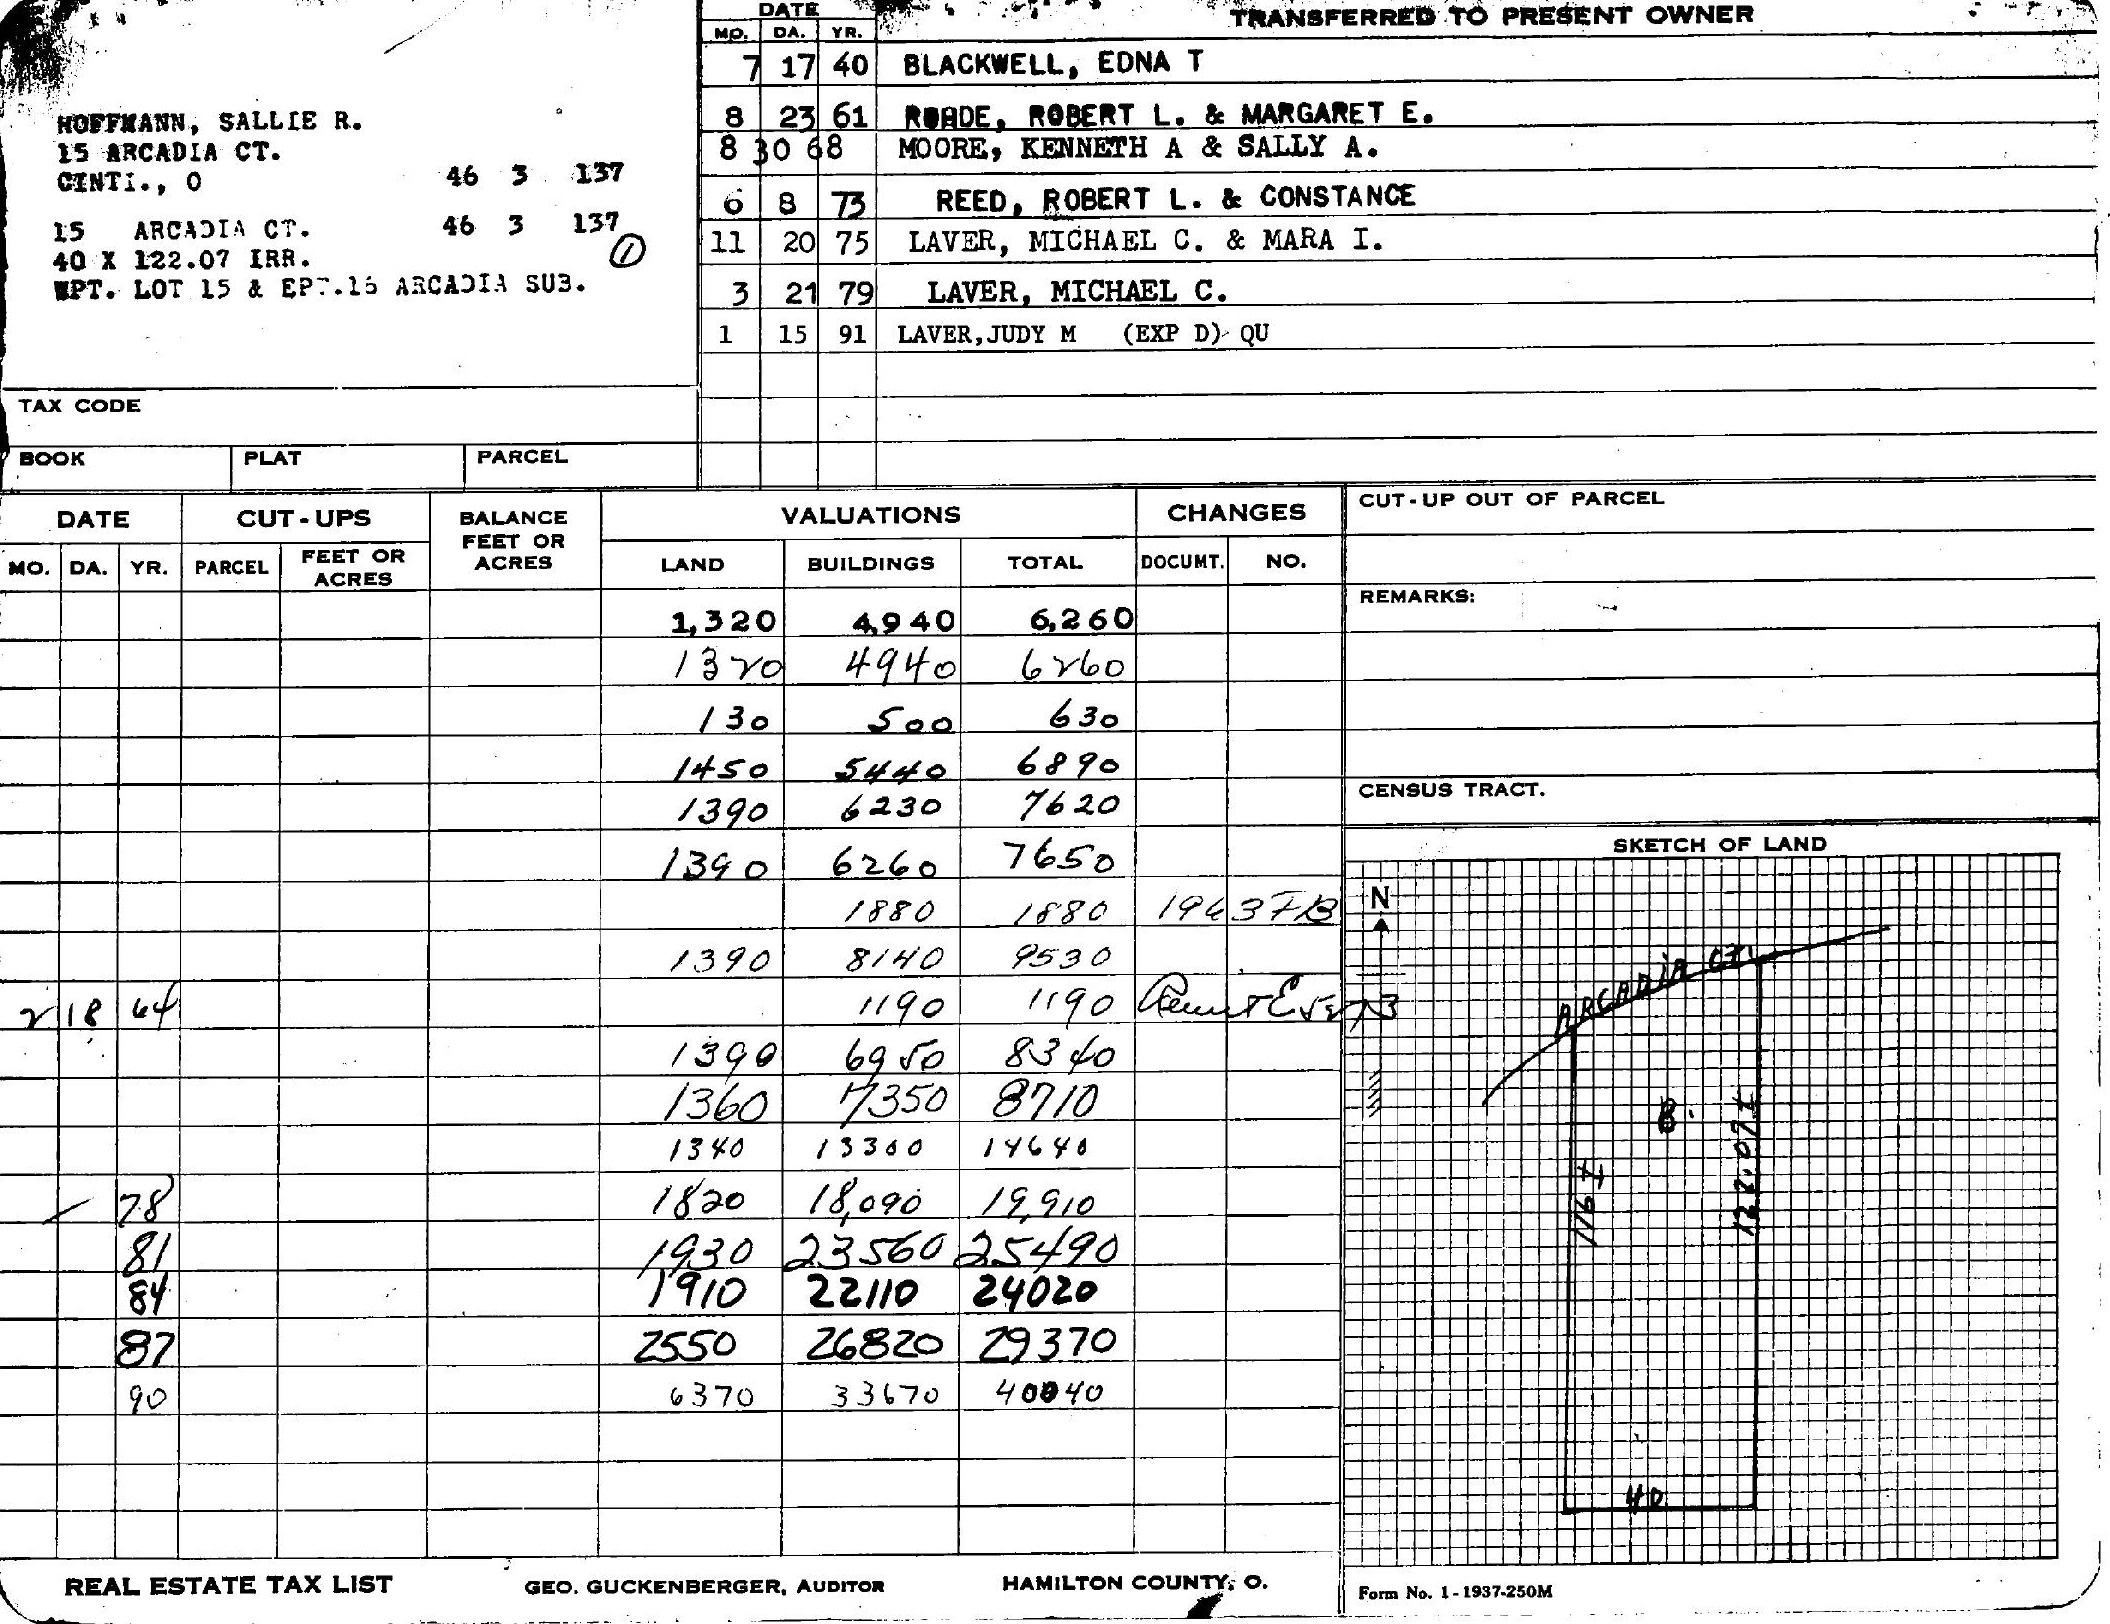 DATE
TRANSFERRED TO PRESENT OWNER
MO. DA. YR.
7 17 40 BLACKWELL, EDNA T
HOFFMANN, SALLIE R.
8 23 61 ROADE, ROBERT L. & MARGARET E.
15 ARCADIA CT.
8 30 68 MOORE, KENNETH A & SALLY A.
CINTI., O 46 3 137
6 8 73 REED, ROBERT L. & CONSTANCE
15 ARCADIA CT. 46 3 137
1
11 20 75 LAVER, MICHAEL C. & MARA I.
40 X 122.07 IRR.
WPT. LOT 15 & EPT.16 ARCADIA SUB.
3 21 79 LAVER, MICHAEL C.
1 15 91 LAVER,JUDY M (EXP D) QU
TAX CODE
BOOK PLAT PARCEL
DATE CUT-UPS BALANCE FEET OR ACRES VALUATIONS CHANGES
MO. DA. YR. PARCEL FEET OR ACRES LAND BUILDINGS TOTAL DOCUMT. NO.
1,320 4,940 6,260
1320 4940 6260
130 500 630
1450 5440 6890
1390 6230 7620
1390 6260 7650
1880 1880 1963 FB
1390 8140 9530
2 18 64 1190 1190
1390 6950 8340
1360 7350 8710
1340 13300 14640
78 1820 18,090 19,910
81 1930 23560 25490
84 1910 22110 24020
87 2550 26820 29370
90 6370 33670 40040
CUT-UP OUT OF PARCEL
REMARKS:
CENSUS TRACT.
SKETCH OF LAND
N
ARCADIA CT.
B
116 ±
122.07 ±
40
REAL ESTATE TAX LIST
GEO. GUCKENBERGER, AUDITOR
HAMILTON COUNTY, O.
Form No. 1-1937-250M